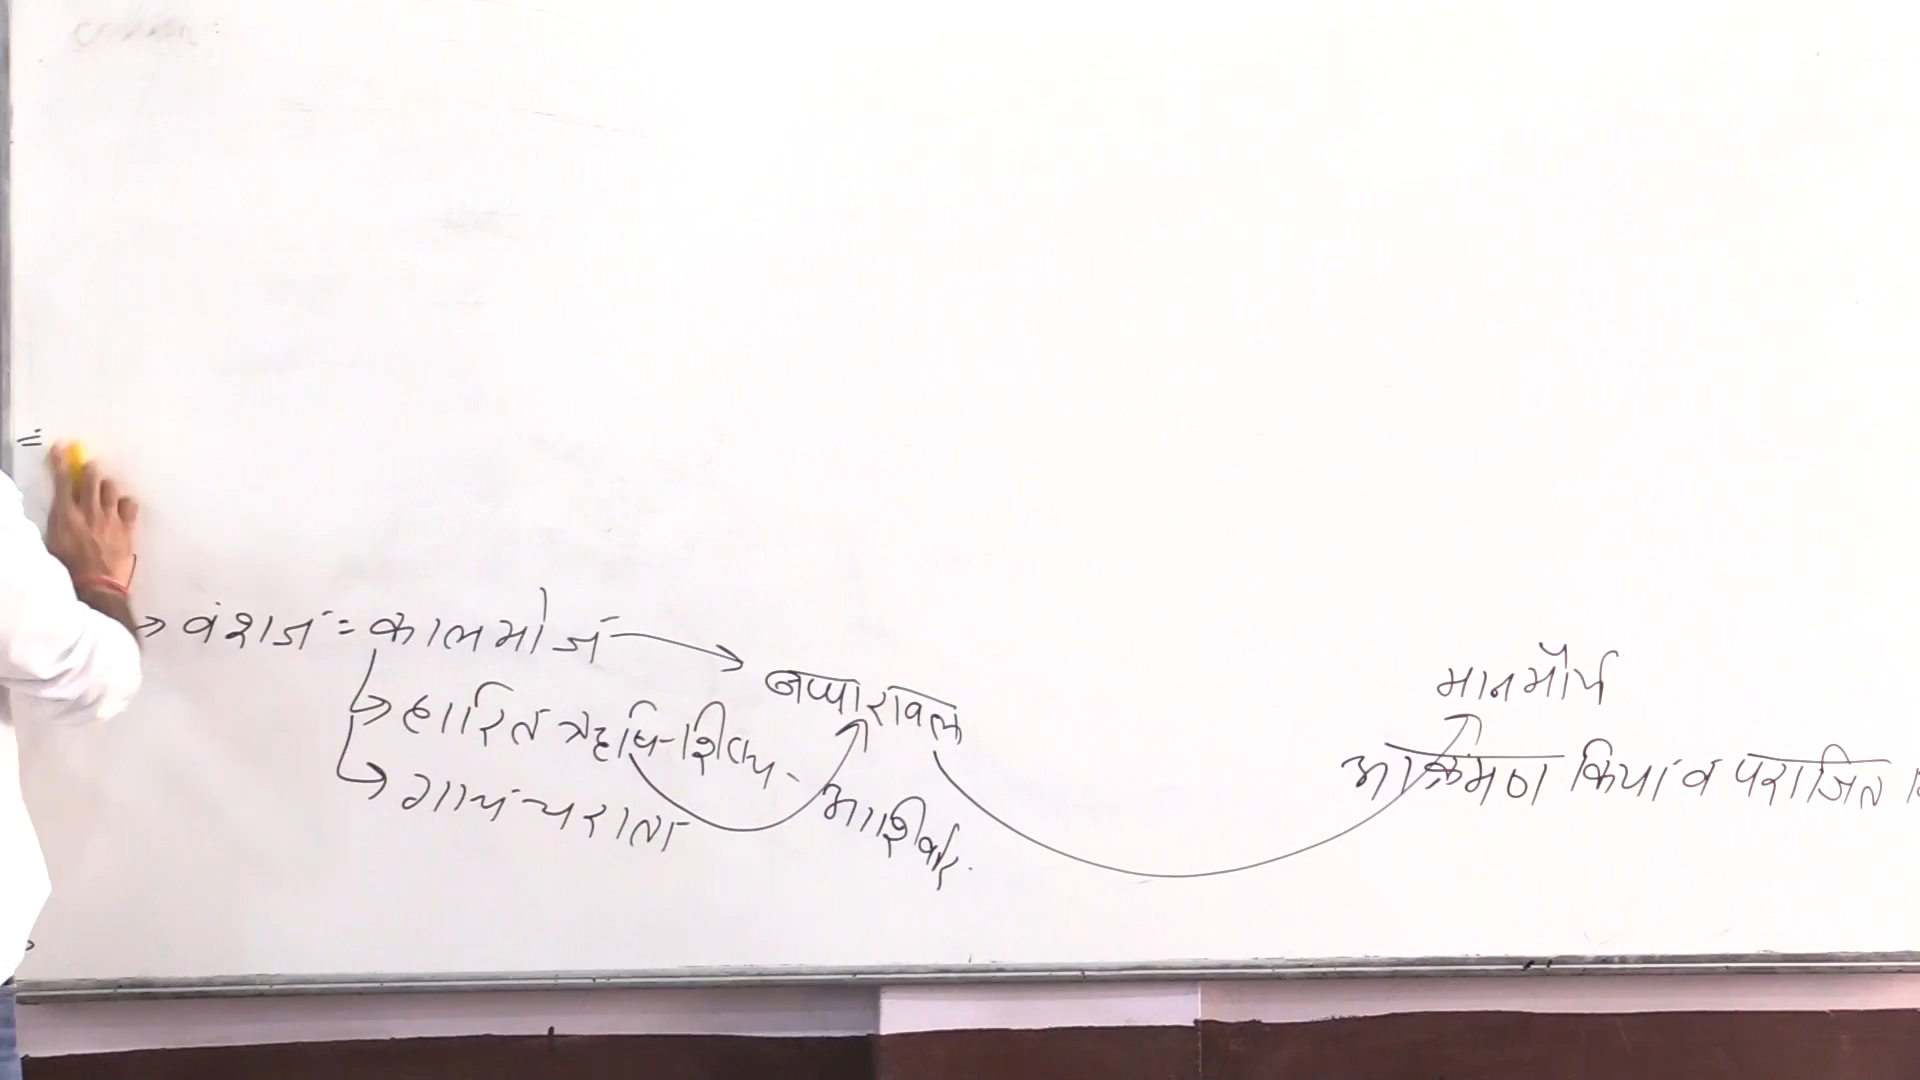 → वंशज = कालभोज → बप्पा रावल
→ हारित ऋषि - शिष्य - आशिर्वाद
→ गाय चराता
मानमौर्य
आक्रमण किया व पराजित